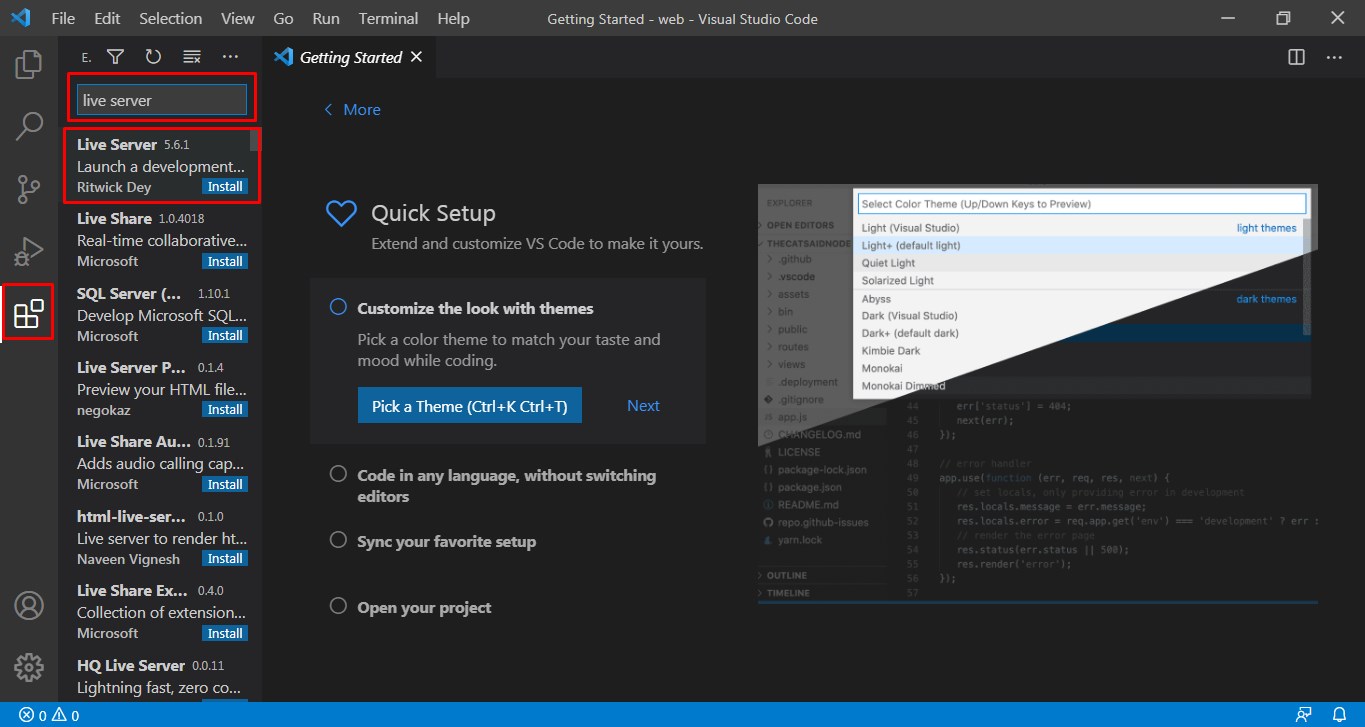 File Edit Selection View Go Run Terminal Help
Getting Started - web - Visual Studio Code
E.
live server
Live Server 5.6.1
Launch a development...
Ritwick Dey Install
Live Share 1.0.4018
Real-time collaborative...
Microsoft Install
SQL Server (... 1.10.1
Develop Microsoft SQL...
Microsoft Install
Live Server P... 0.1.4
Preview your HTML file...
negokaz Install
Live Share Au... 0.1.91
Adds audio calling cap...
Microsoft Install
html-live-ser... 0.1.0
Live server to render ht...
Naveen Vignesh Install
Live Share Ex... 0.4.0
Collection of extension...
Microsoft Install
HQ Live Server 0.0.11
Lightning fast, zero co...
Getting Started
More
Quick Setup
Extend and customize VS Code to make it yours.
Customize the look with themes
Pick a color theme to match your taste and
mood while coding.
Pick a Theme (Ctrl+K Ctrl+T) Next
Code in any language, without switching
editors
Sync your favorite setup
Open your project
EXPLORER
OPEN EDITORS
THECATSAIDNODE
.github
.vscode
assets
bin
public
routes
views
.deployment
.gitignore
app.js
CHANGELOG.md
LICENSE
package-lock.json
package.json
README.md
repo.github-issues
yarn.lock
OUTLINE
TIMELINE
Select Color Theme (Up/Down Keys to Preview)
Light (Visual Studio) light themes
Light+ (default light)
Quiet Light
Solarized Light
Abyss dark themes
Dark (Visual Studio)
Dark+ (default dark)
Kimbie Dark
Monokai
Monokai Dimmed
44 err['status'] = 404;
45 next(err);
46 });
47
48 // error handler
49 app.use(function (err, req, res, next) {
50 // set locals, only providing error in development
51 res.locals.message = err.message;
52 res.locals.error = req.app.get('env') === 'development' ? err :
53 // render the error page
54 res.status(err.status || 500);
55 res.render('error');
56 });
57
0 0